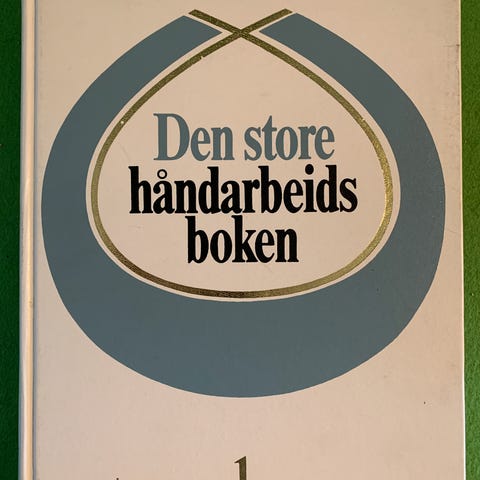 Den store
håndarbeids
boken
1